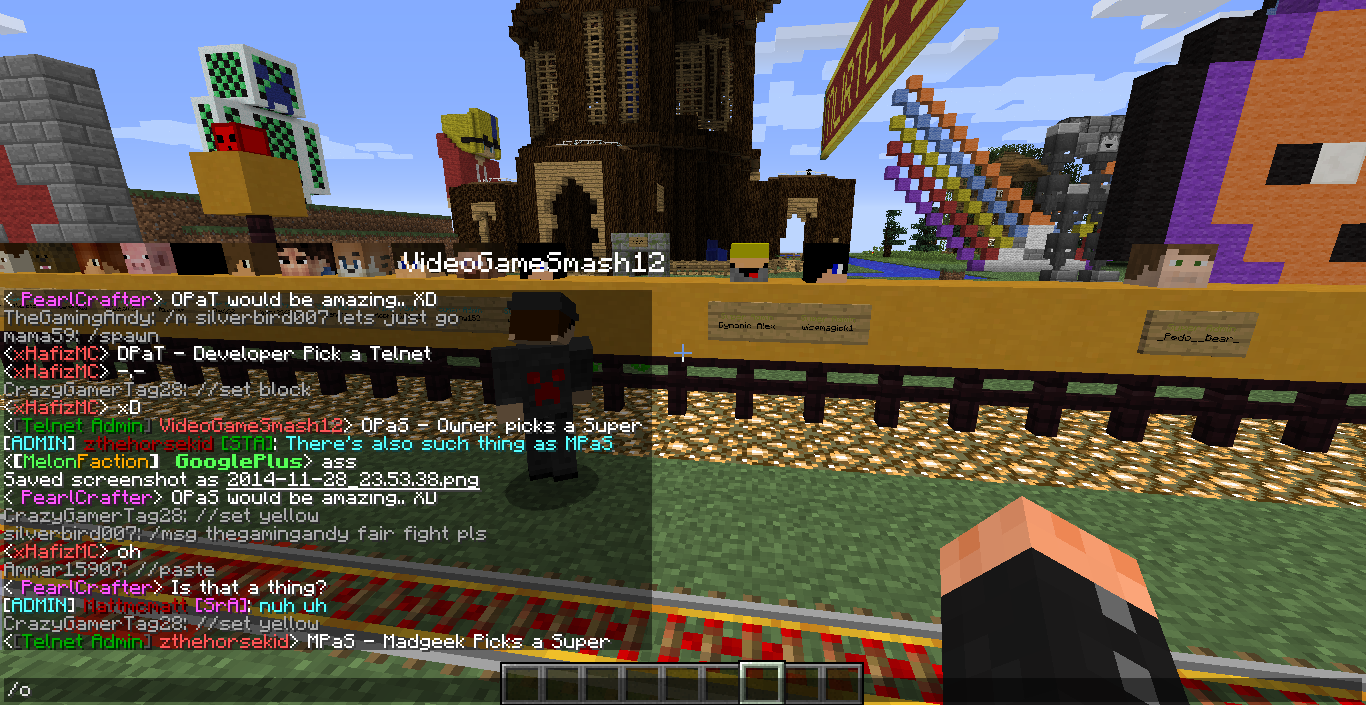 TURTLE
VideoGameSmash12
< PearlCrafter> OPaT would be amazing.. XD
TheGamingAndy: /m silverbird007 lets just go
mama59: /spawn
<xHafizMC> DPaT - Developer Pick a Telnet
<xHafizMC> -.-
CrazyGamerTag28: //set block
<xHafizMC> xD
<[Telnet Admin] VideoGameSmash12> OPaS - Owner picks a Super
[ADMIN] zthehorsekid [STA]: There's also such thing as MPaS
<[MelonFaction] GooglePlus> ass
Saved screenshot as 2014-11-28_23.53.38.png
< PearlCrafter> OPaS would be amazing.. XD
CrazyGamerTag28: //set yellow
silverbird007: /msg thegamingandy fair fight pls
<xHafizMC> oh
Ammar15907: //paste
< PearlCrafter> Is that a thing?
[ADMIN] Mattmcmatt [SrA]: nuh uh
CrazyGamerTag28: //set yellow
<[Telnet Admin] zthehorsekid> MPaS - Madgeek Picks a Super
Dynamic_Alex wizemagick1
_Pedo__Bear_
/o